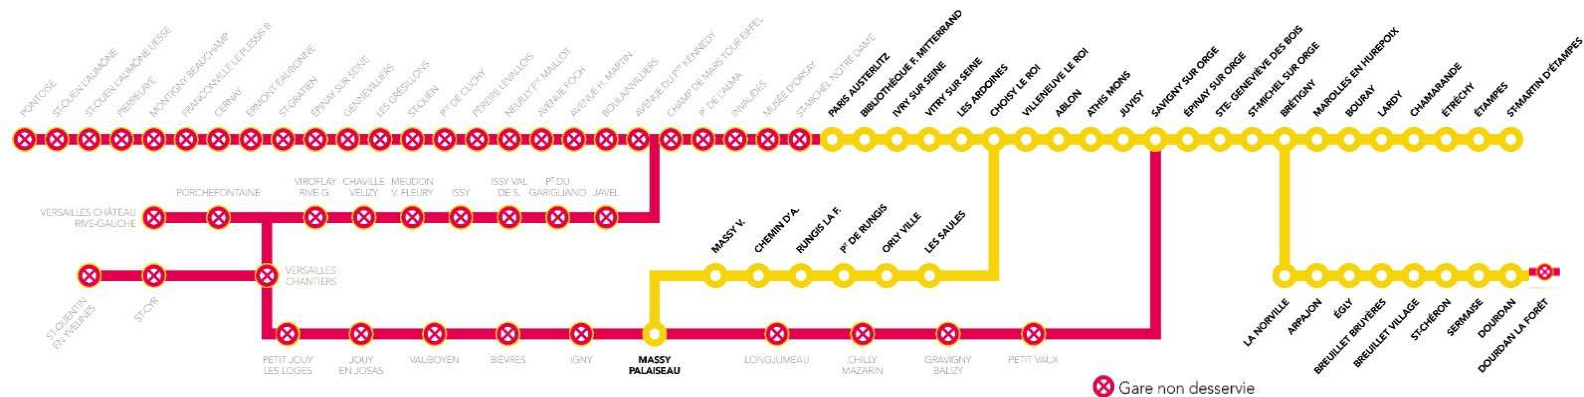 PONTOISE
ST-OUEN L'AUMÔNE
ST-OUEN L'AUMÔNE LIESSE
PIERRELAYE
MONTIGNY BEAUCHAMP
FRANCONVILLE LE PLESSIS B.
CERNAY
ERMONT EAUBONNE
ST-GRATIEN
ÉPINAY SUR SEINE
GENNEVILLIERS
LES GRÉSILLONS
ST-OUEN
Pᵗᵉ DE CLICHY
PEREIRE LEVALLOIS
NEUILLY Pᵗᵉ MAILLOT
AVENUE FOCH
AVENUE H. MARTIN
BOULAINVILLIERS
AVENUE DU Pᵈᵗ KENNEDY
CHAMP DE MARS TOUR EIFFEL
Pᵗ DE L'ALMA
INVALIDES
MUSÉE D'ORSAY
ST-MICHEL NOTRE DAME
PARIS AUSTERLITZ
BIBLIOTHÉQUE F. MITTERRAND
IVRY SUR SEINE
VITRY SUR SEINE
LES ARDOINES
CHOISY LE ROI
VILLENEUVE LE ROI
ABLON
ATHIS MONS
JUVISY
SAVIGNY SUR ORGE
ÉPINAY SUR ORGE
STE- GENEVIÈVE DES BOIS
ST-MICHEL SUR ORGE
BRÉTIGNY
MAROLLES EN HUREPOIX
BOURAY
LARDY
CHAMARANDE
ÉTRÉCHY
ÉTAMPES
ST-MARTIN D'ÉTAMPES
VERSAILLES CHÂTEAU
RIVE-GAUCHE
PORCHEFONTAINE
VIROFLAY
RIVE-G.
CHAVILLE
VÉLIZY
MEUDON
V. FLEURY
ISSY
ISSY VAL
DE S.
Pᵗ DU
GARIGLIANO
JAVEL
MASSY V.
CHEMIN D'A.
RUNGIS LA F.
Pᵗ DE RUNGIS
ORLY VILLE
LES SAULES
ST-QUENTIN
EN YVELINES
ST-CYR
VERSAILLES
CHANTIERS
LA NORVILLE
ARPAJON
ÉGLY
BREUILLET BRUYÈRES
BREUILLET VILLAGE
ST-CHÉRON
SERMAISE
DOURDAN
DOURDAN LA FORÊT
PETIT JOUY
LES LOGES
JOUY
EN JOSAS
VAUBOYEN
BIÈVRES
IGNY
MASSY
PALAISEAU
LONGJUMEAU
CHILLY
MAZARIN
GRAVIGNY
BALIZY
PETIT VAUX
Gare non desservie